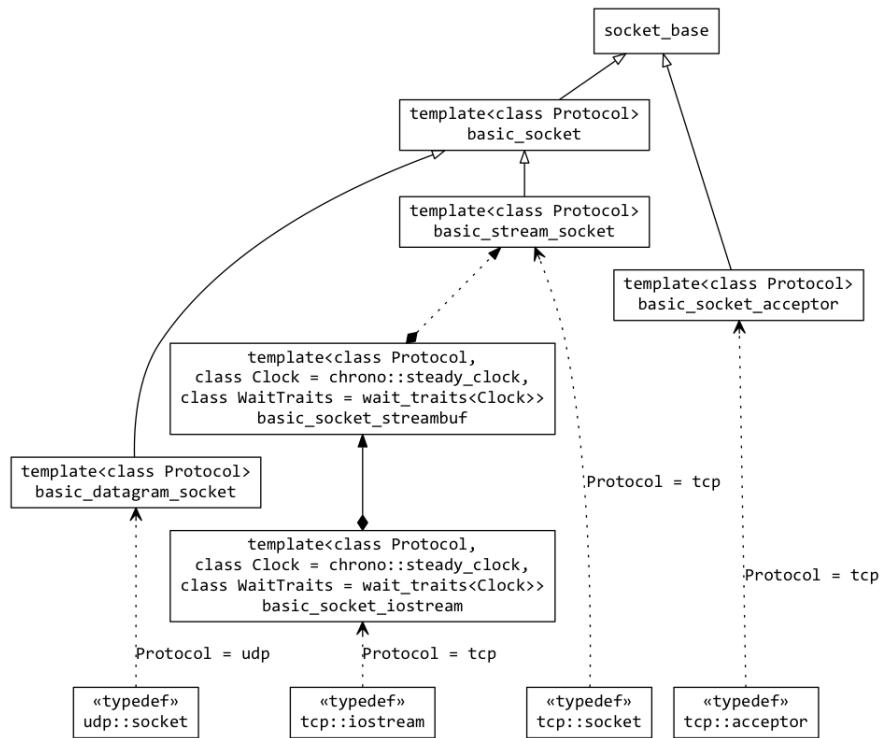 socket_base
template<class Protocol>
basic_socket
template<class Protocol>
basic_stream_socket
template<class Protocol>
basic_socket_acceptor
template<class Protocol,
class Clock = chrono::steady_clock,
class WaitTraits = wait_traits<Clock>>
basic_socket_streambuf
template<class Protocol>
basic_datagram_socket
Protocol = tcp
template<class Protocol,
class Clock = chrono::steady_clock,
class WaitTraits = wait_traits<Clock>>
basic_socket_iostream
Protocol = tcp
Protocol = udp
Protocol = tcp
«typedef»
udp::socket
«typedef»
tcp::iostream
«typedef»
tcp::socket
«typedef»
tcp::acceptor